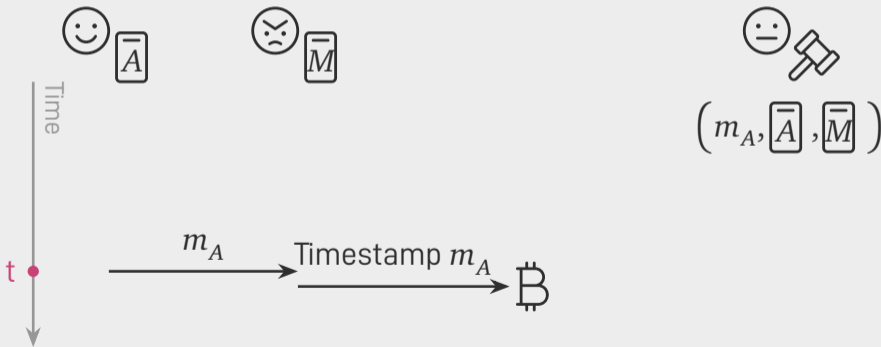 A̅ M̅
Time
(m_A, A̅, M̅)
m_A Timestamp m_A ₿
t